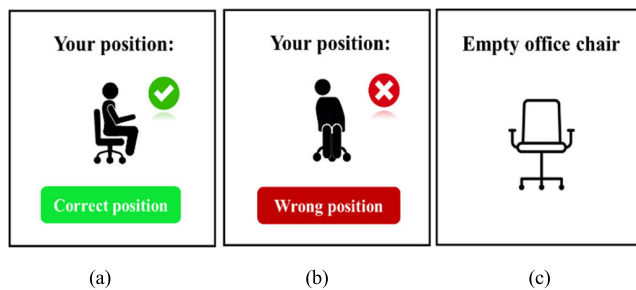 Your position:
Correct position
Your position:
Wrong position
Empty office chair
(a)
(b)
(c)